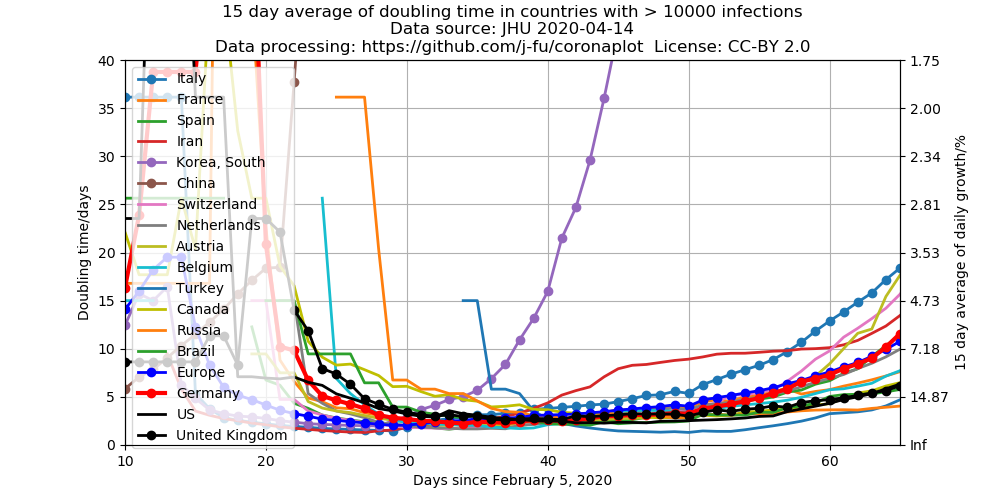 15 day average of doubling time in countries with > 10000 infections
Data source: JHU 2020-04-14
Data processing: https://github.com/j-fu/coronaplot License: CC-BY 2.0
Doubling time/days
40
35
30
25
20
15
10
5
0
Italy
France
Spain
Iran
Korea, South
China
Switzerland
Netherlands
Austria
Belgium
Turkey
Canada
Russia
Brazil
Europe
Germany
US
United Kingdom
1.75
2.00
2.34
2.81
3.53
4.73
7.18
14.87
Inf
15 day average of daily growth/%
10
20
30
40
50
60
Days since February 5, 2020